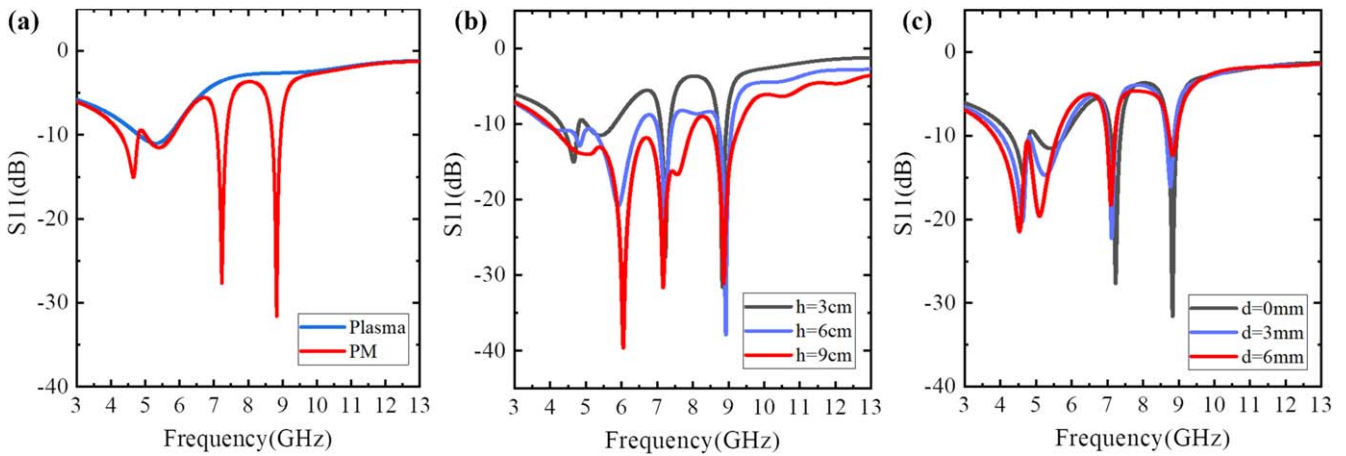 (a)
0
-10
-20
-30
-40
S11(dB)
3 4 5 6 7 8 9 10 11 12 13
Frequency(GHz)
Plasma
PM
(b)
0
-10
-20
-30
-40
S11(dB)
3 4 5 6 7 8 9 10 11 12 13
Frequency(GHz)
h=3cm
h=6cm
h=9cm
(c)
0
-10
-20
-30
-40
S11(dB)
3 4 5 6 7 8 9 10 11 12 13
Frequency(GHz)
d=0mm
d=3mm
d=6mm